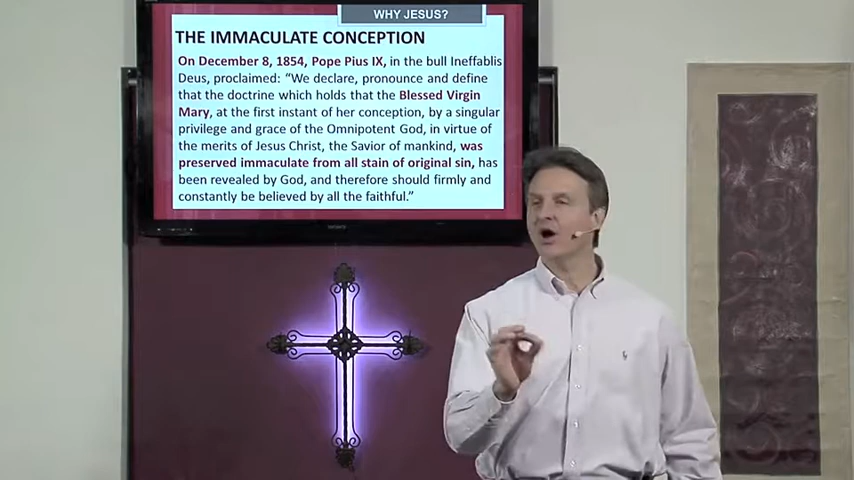 WHY JESUS?
THE IMMACULATE CONCEPTION
On December 8, 1854, Pope Pius IX, in the bull Ineffablis
Deus, proclaimed: “We declare, pronounce and define
that the doctrine which holds that the Blessed Virgin
Mary, at the first instant of her conception, by a singular
privilege and grace of the Omnipotent God, in virtue of
the merits of Jesus Christ, the Savior of mankind, was
preserved immaculate from all stain of original sin, has
been revealed by God, and therefore should firmly and
constantly be believed by all the faithful.”
SONY